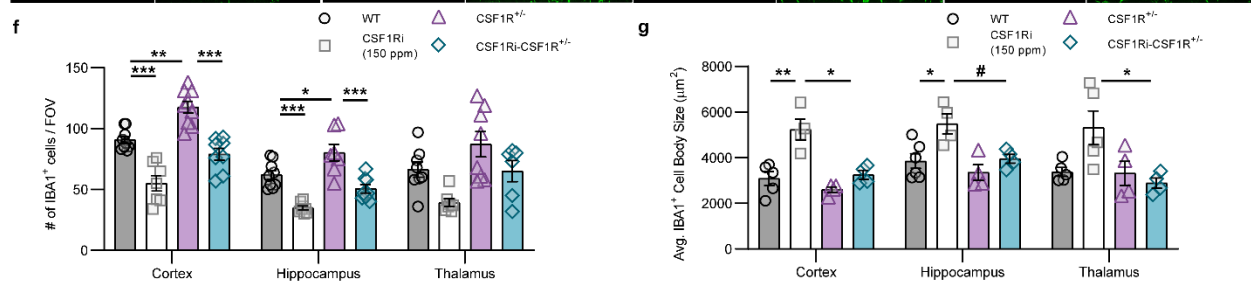 f
WT
CSF1R+/-
CSF1Ri
(150 ppm)
CSF1Ri-CSF1R+/-
# of IBA1+ cells / FOV
150
100
50
0
**
***
***
*
***
***
Cortex
Hippocampus
Thalamus
g
WT
CSF1R+/-
CSF1Ri
(150 ppm)
CSF1Ri-CSF1R+/-
Avg. IBA1+ Cell Body Size (μm2)
8000
6000
4000
2000
0
**
*
*
#
*
Cortex
Hippocampus
Thalamus